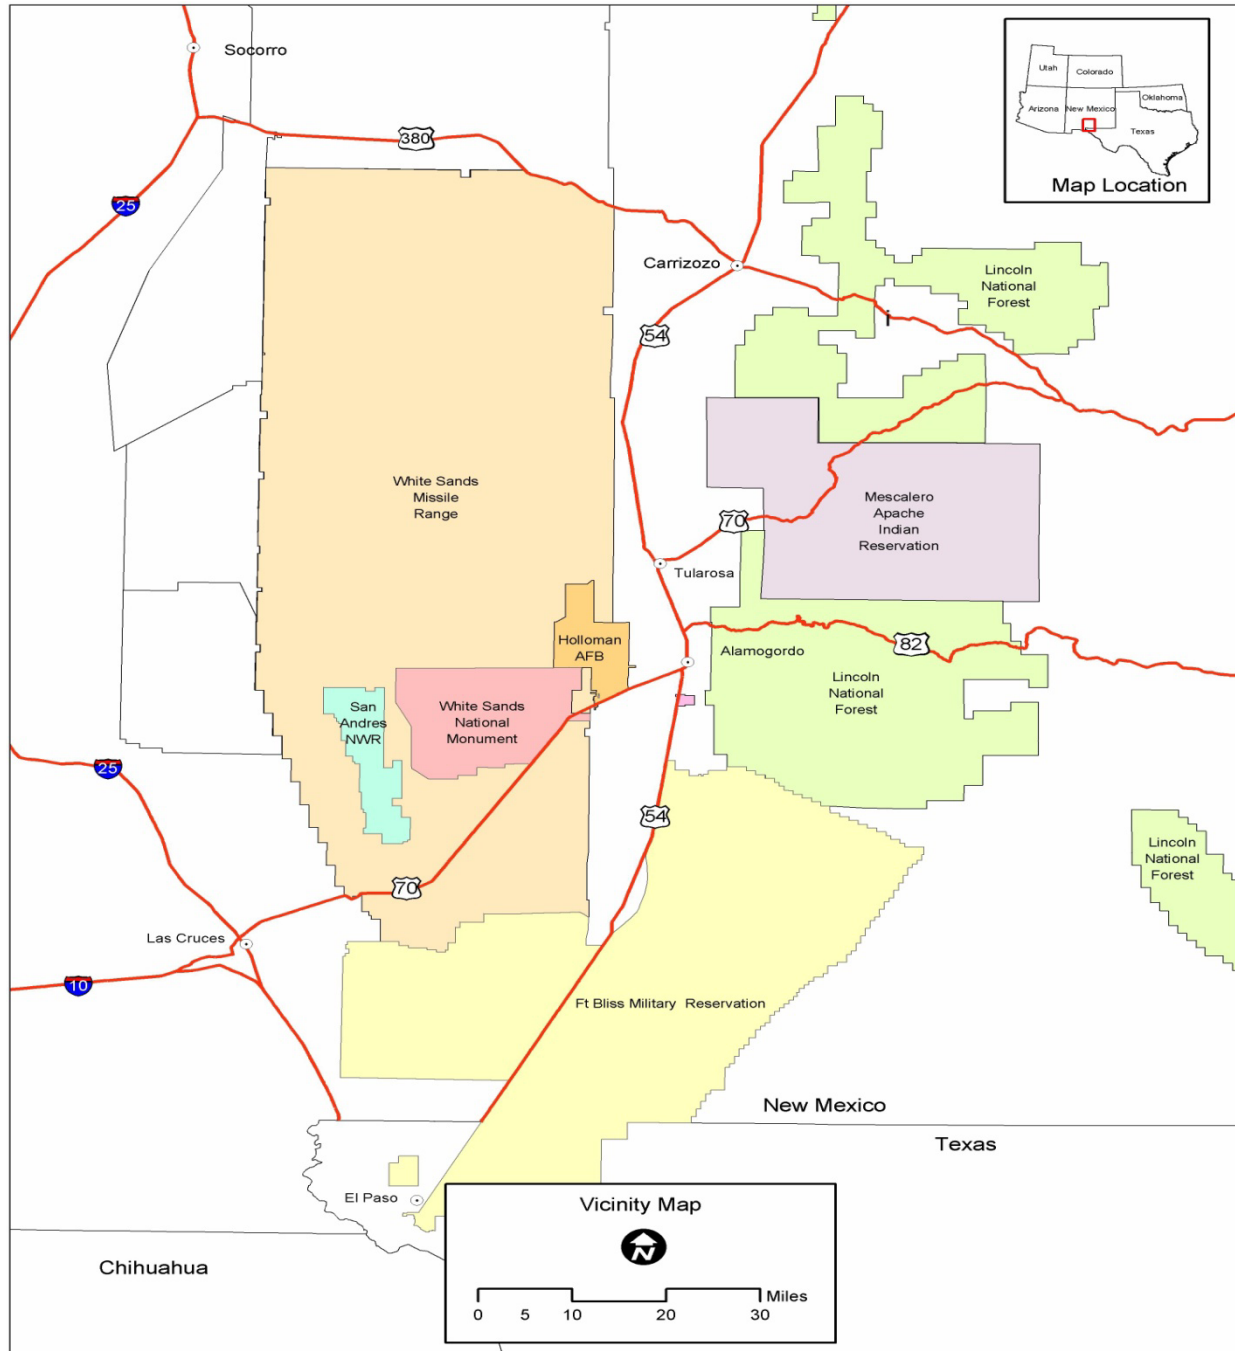 Socorro
380
25
Utah
Colorado
Oklahoma
Arizona
New Mexico
Texas
Map Location
Carrizozo
Lincoln
National
Forest
i
54
White Sands
Missile
Range
Mescalero
Apache
Indian
Reservation
70
Tularosa
Holloman
AFB
Alamogordo
82
Lincoln
National
Forest
San
Andres
NWR
White Sands
National
Monument
25
54
Lincoln
National
Forest
70
Las Cruces
10
Ft Bliss Military Reservation
New Mexico
Texas
El Paso
Chihuahua
Vicinity Map
N
Miles
0 5 10 20 30